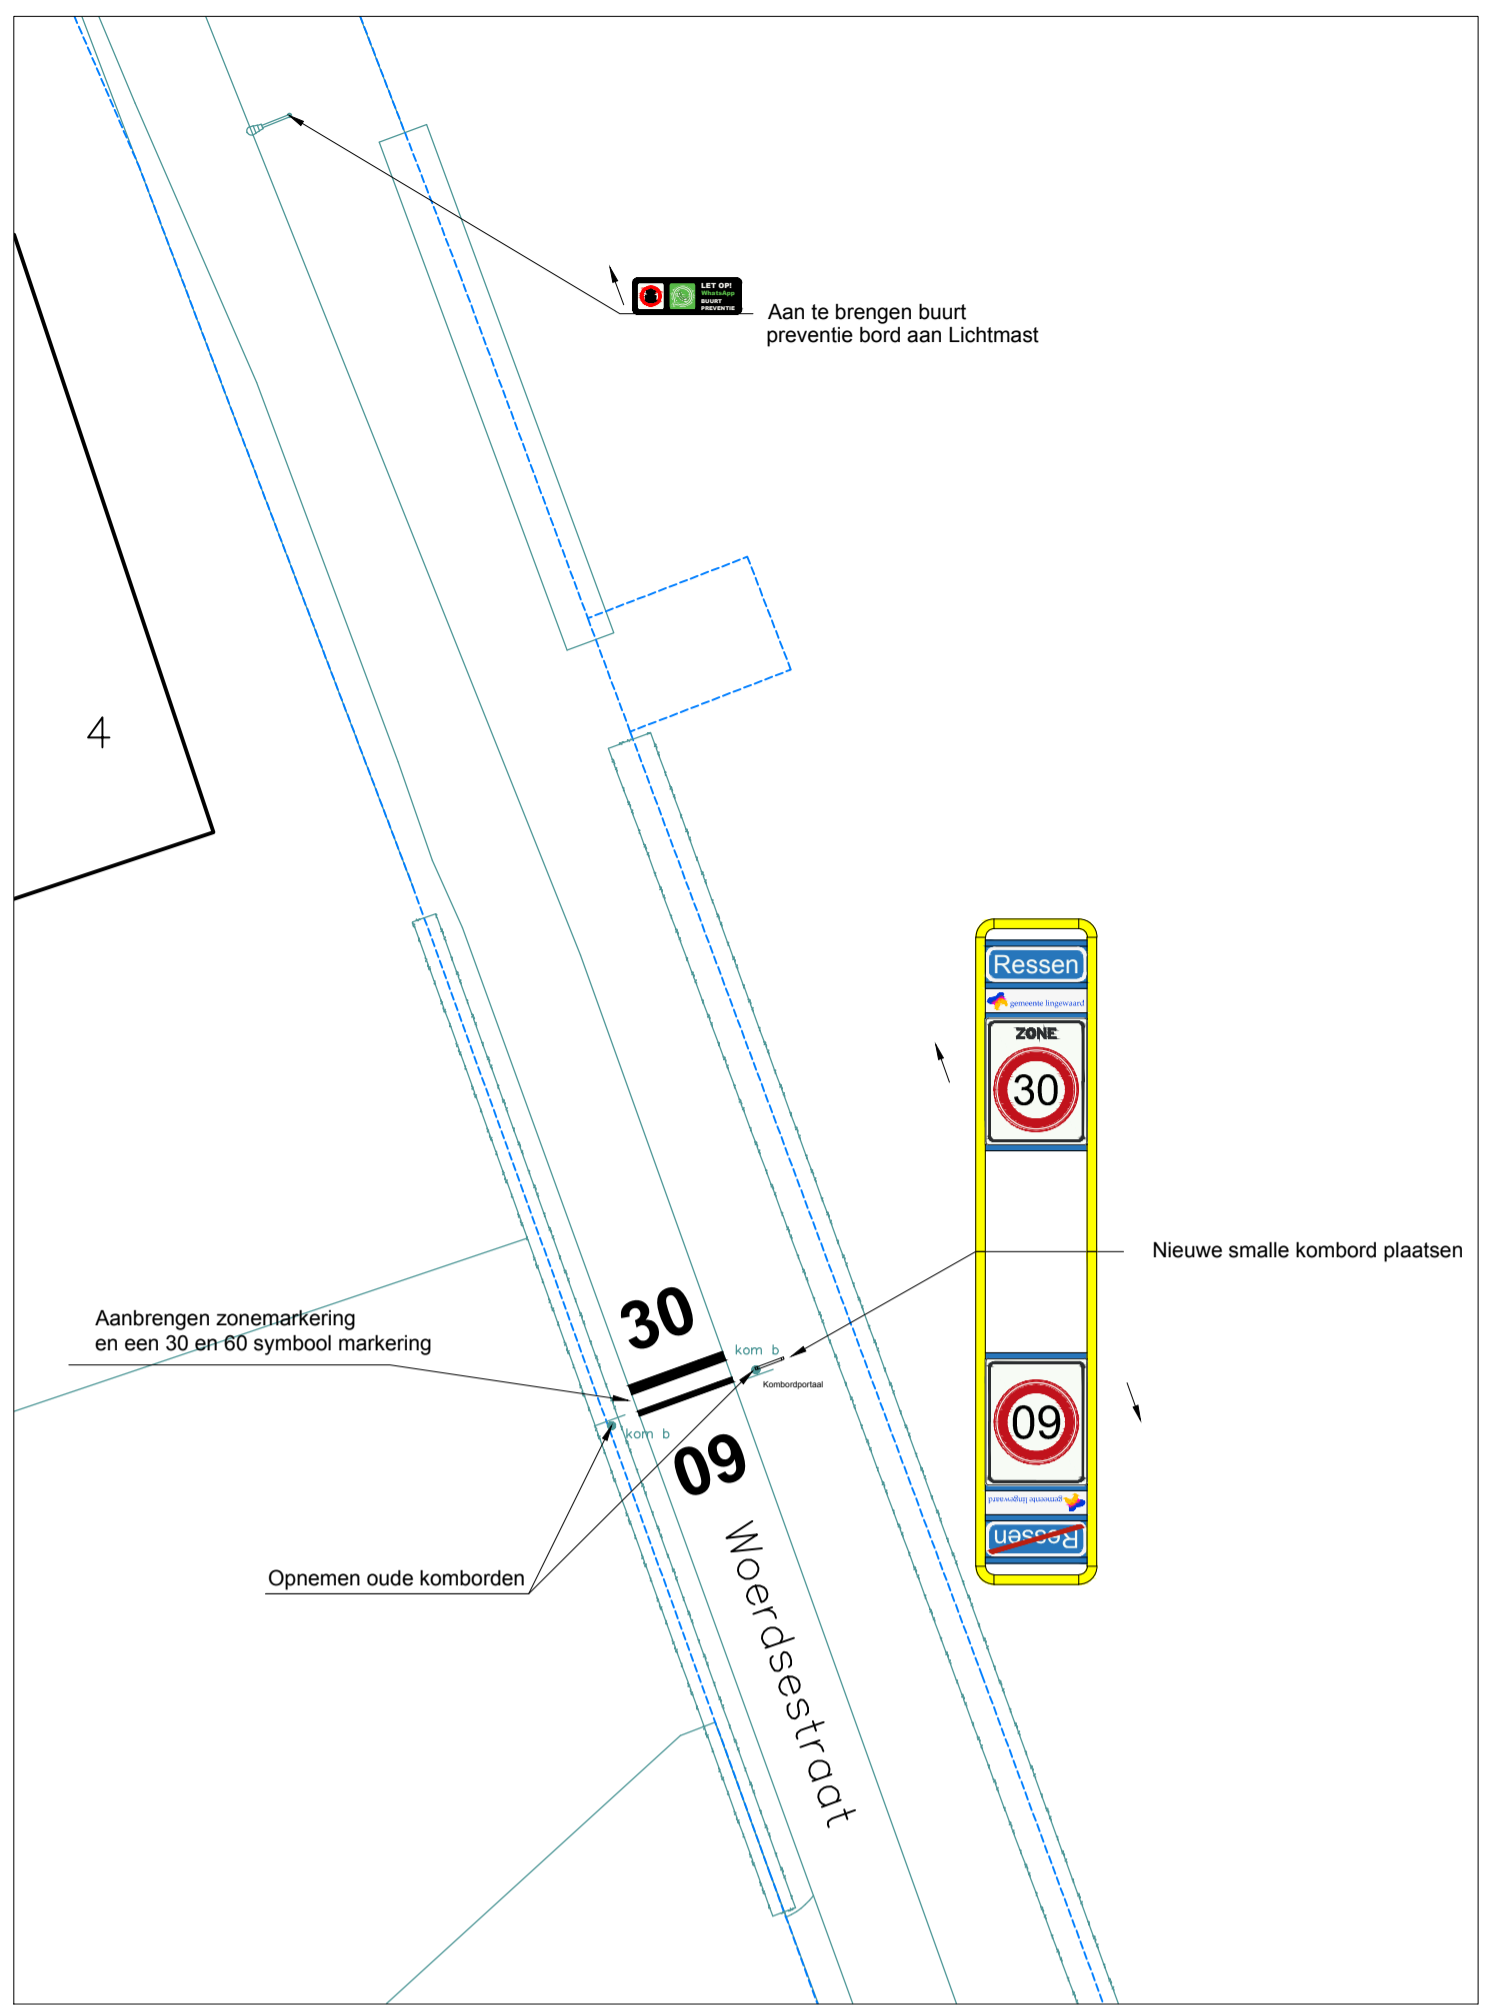 LET OP!
WhatsApp
BUURT
PREVENTIE
Aan te brengen buurt
preventie bord aan Lichtmast
4
Ressen
gemeente lingewaard
ZONE
30
Nieuwe smalle kombord plaatsen
Aanbrengen zonemarkering
en een 30 en 60 symbool markering
30
kom b
Kombordportaal
kom b
60
60
gemeente lingewaard
Ressen
Opnemen oude komborden
Woerdsestraat